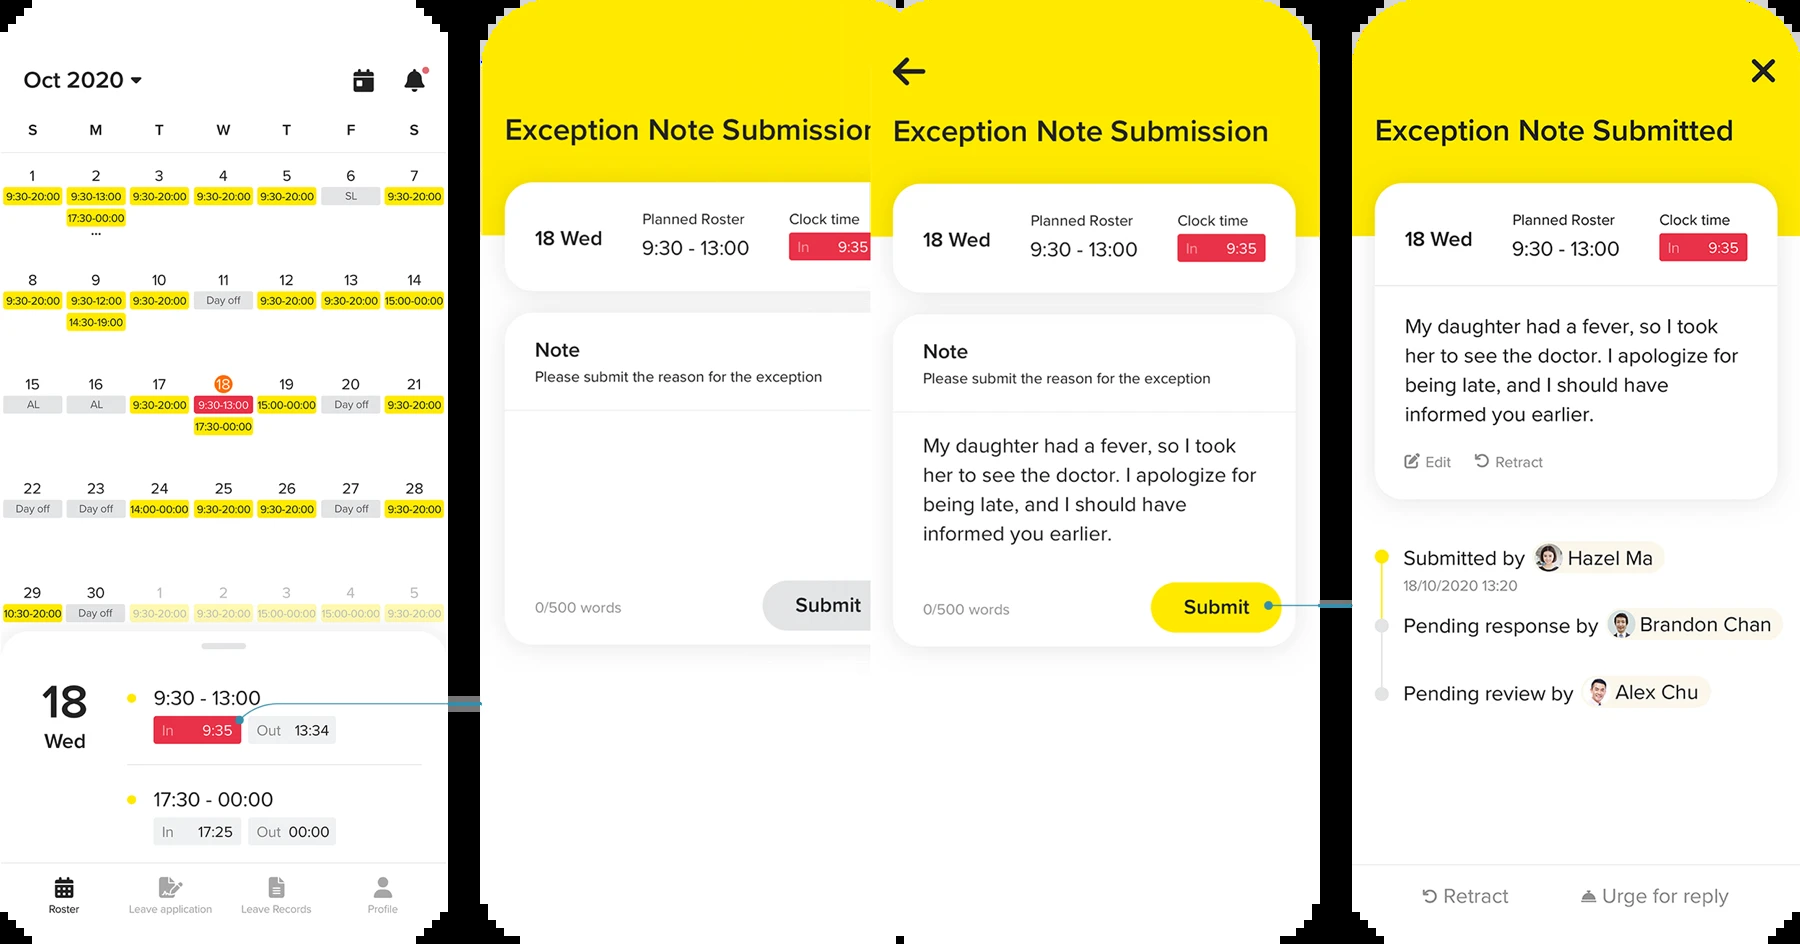 Oct 2020
S M T W T F S
1 2 3 4 5 6 7
9:30-20:00 9:30-13:00 9:30-20:00 9:30-20:00 9:30-20:00 SL 9:30-20:00
17:30-00:00
...
8 9 10 11 12 13 14
9:30-20:00 9:30-12:00 9:30-20:00 Day off 9:30-20:00 9:30-20:00 15:00-00:00
14:30-19:00
15 16 17 18 19 20 21
AL AL 9:30-20:00 9:30-13:00 15:00-00:00 Day off 9:30-20:00
17:30-00:00
22 23 24 25 26 27 28
Day off Day off 14:00-00:00 9:30-20:00 9:30-20:00 Day off 9:30-20:00
29 30 1 2 3 4 5
10:30-20:00 Day off 9:30-20:00 9:30-20:00 15:00-00:00 15:00-00:00 9:30-20:00
18
Wed
9:30 - 13:00
In 9:35 Out 13:34
17:30 - 00:00
In 17:25 Out 00:00
Roster Leave application Leave Records Profile
Exception Note Submission
18 Wed
Planned Roster
9:30 - 13:00
Clock time
In 9:35
Note
Please submit the reason for the exception
0/500 words
Submit
Exception Note Submission
18 Wed
Planned Roster
9:30 - 13:00
Clock time
In 9:35
Note
Please submit the reason for the exception
My daughter had a fever, so I took
her to see the doctor. I apologize for
being late, and I should have
informed you earlier.
0/500 words
Submit
Exception Note Submitted
18 Wed
Planned Roster
9:30 - 13:00
Clock time
In 9:35
My daughter had a fever, so I took
her to see the doctor. I apologize for
being late, and I should have
informed you earlier.
Edit Retract
Submitted by Hazel Ma
18/10/2020 13:20
Pending response by Brandon Chan
Pending review by Alex Chu
Retract Urge for reply